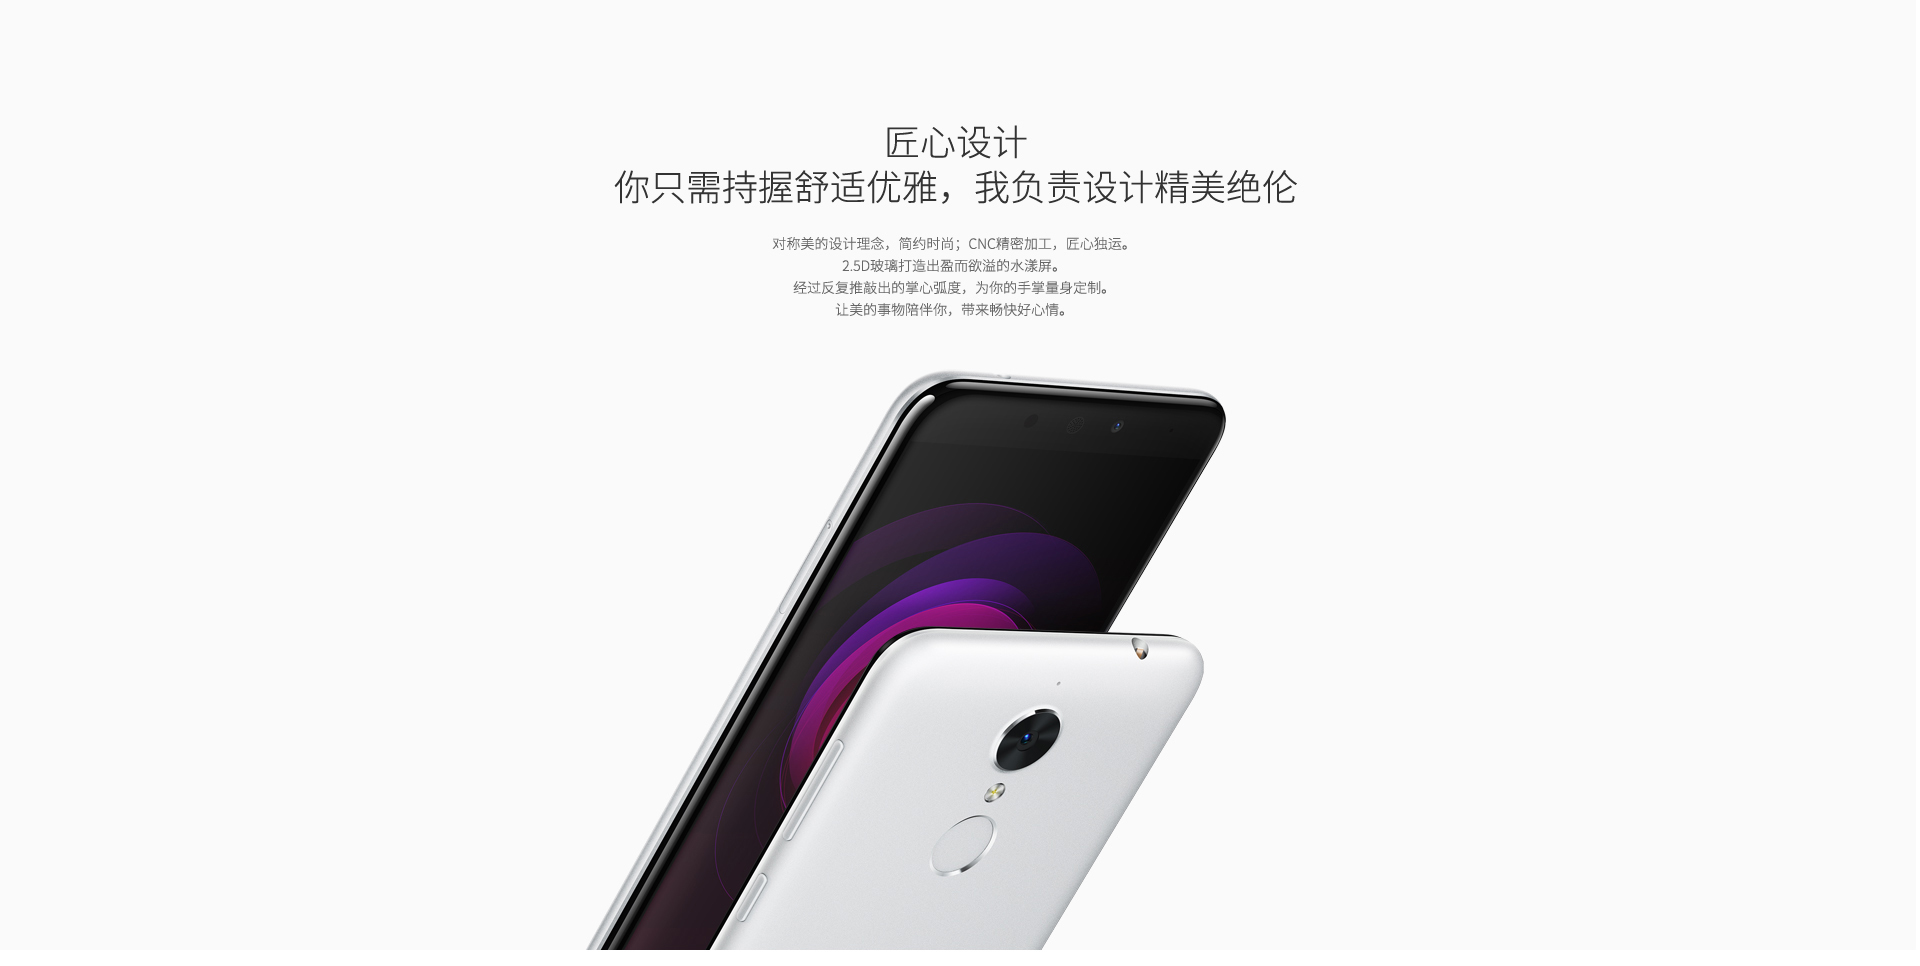 匠心设计
你只需持握舒适优雅，我负责设计精美绝伦
对称美的设计理念，简约时尚；CNC精密加工，匠心独运。
2.5D玻璃打造出盈而欲溢的水漾屏。
经过反复推敲出的掌心弧度，为你的手掌量身定制。
让美的事物陪伴你，带来畅快好心情。